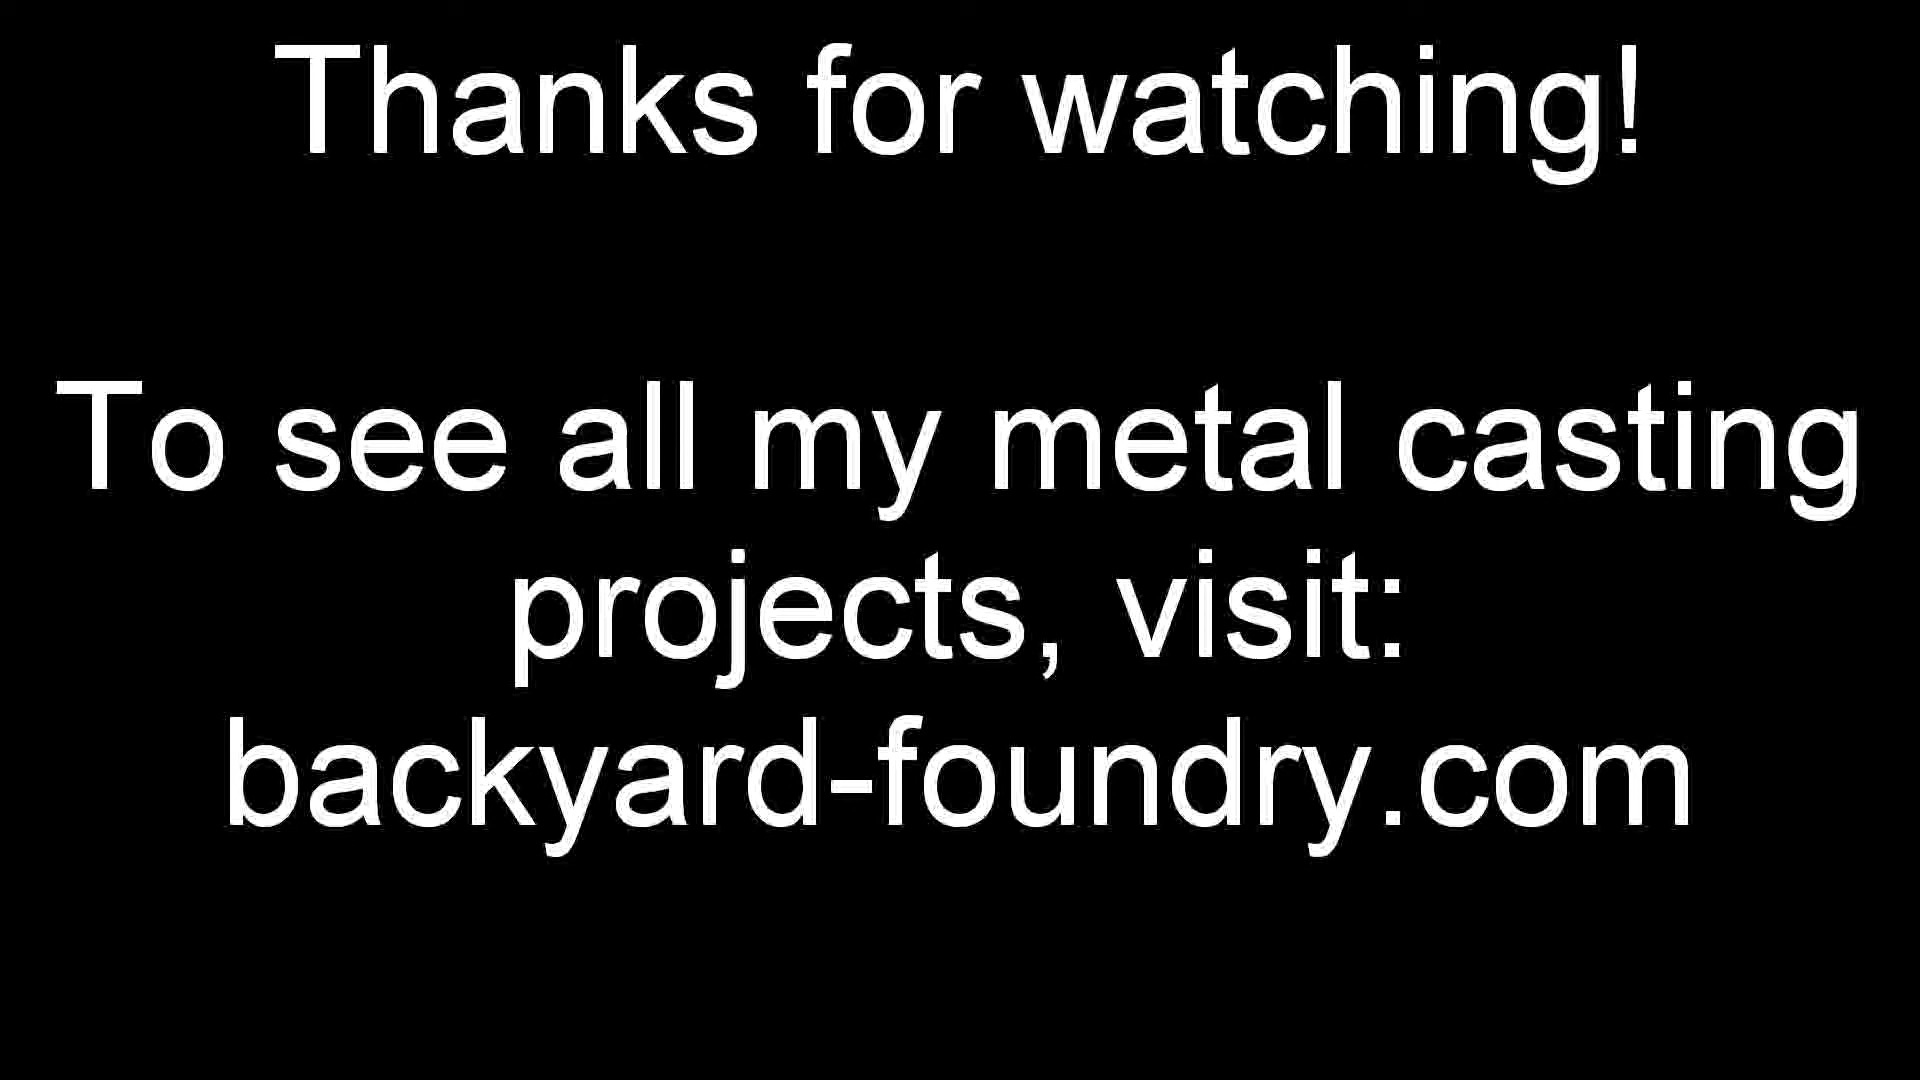 Thanks for watching!
To see all my metal casting
projects, visit:
backyard-foundry.com